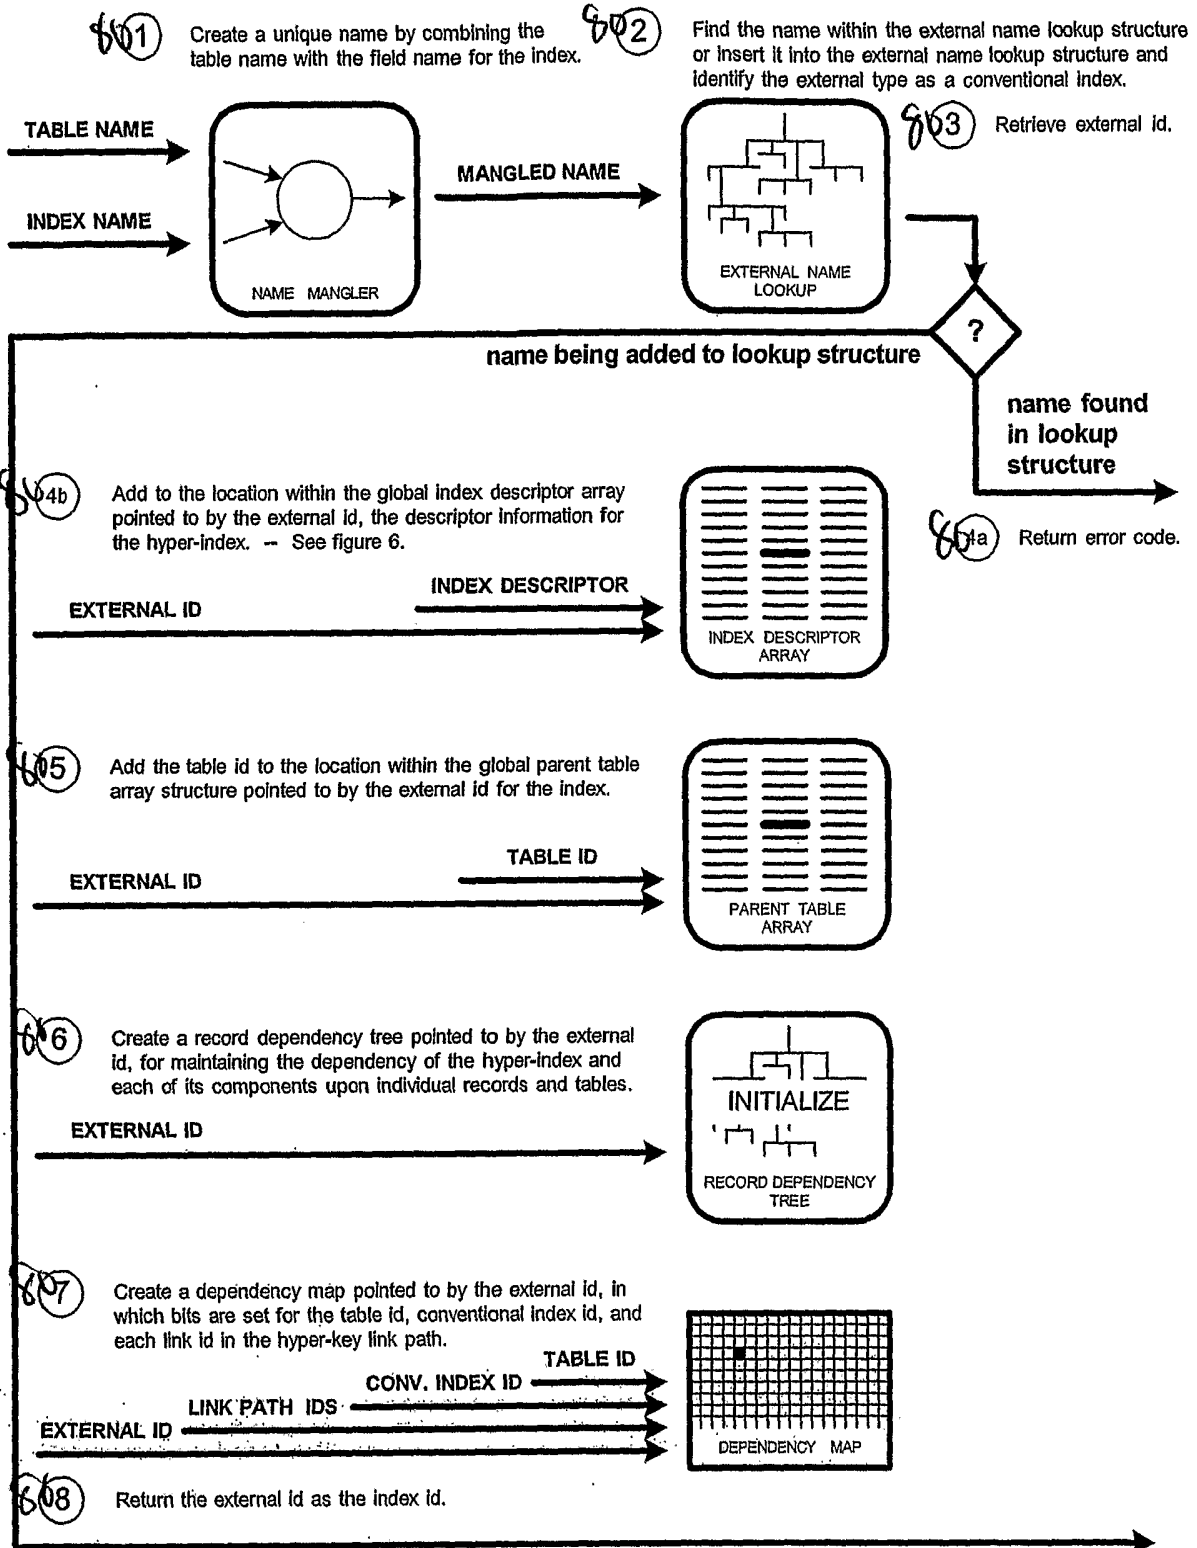 801 Create a unique name by combining the
table name with the field name for the index.
802 Find the name within the external name lookup structure
or insert it into the external name lookup structure and
identify the external type as a conventional index.
803 Retrieve external id.
TABLE NAME
INDEX NAME
NAME MANGLER
MANGLED NAME
EXTERNAL NAME
LOOKUP
?
name being added to lookup structure
name found
in lookup
structure
804a Return error code.
804b Add to the location within the global index descriptor array
pointed to by the external id, the descriptor information for
the hyper-index. – See figure 6.
INDEX DESCRIPTOR
EXTERNAL ID
INDEX DESCRIPTOR
ARRAY
805 Add the table id to the location within the global parent table
array structure pointed to by the external id for the index.
TABLE ID
EXTERNAL ID
PARENT TABLE
ARRAY
806 Create a record dependency tree pointed to by the external
id, for maintaining the dependency of the hyper-index and
each of its components upon individual records and tables.
EXTERNAL ID
INITIALIZE
RECORD DEPENDENCY
TREE
807 Create a dependency map pointed to by the external id, in
which bits are set for the table id, conventional index id, and
each link id in the hyper-key link path.
TABLE ID
CONV. INDEX ID
LINK PATH IDS
EXTERNAL ID
DEPENDENCY MAP
808 Return the external id as the index id.